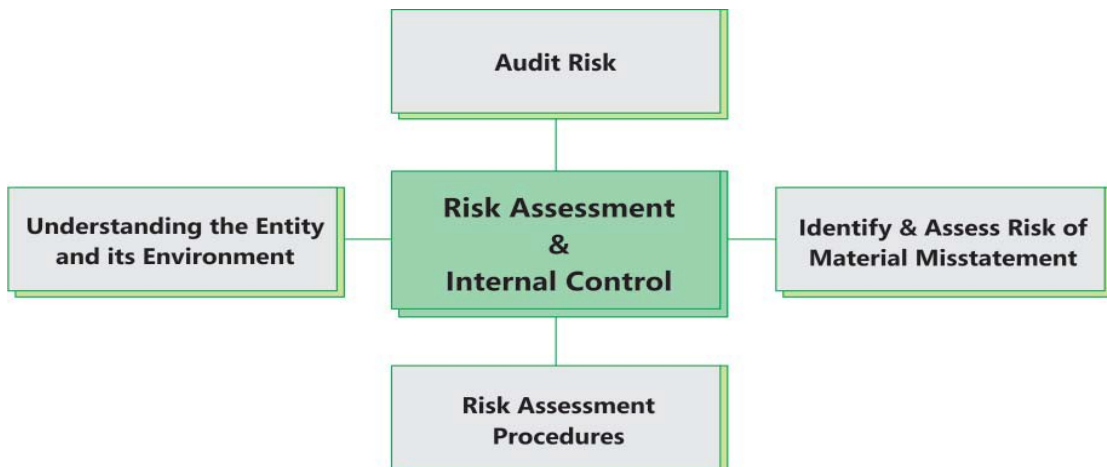 Audit Risk
Understanding the Entity
and its Environment
Risk Assessment
&
Internal Control
Identify & Assess Risk of
Material Misstatement
Risk Assessment
Procedures